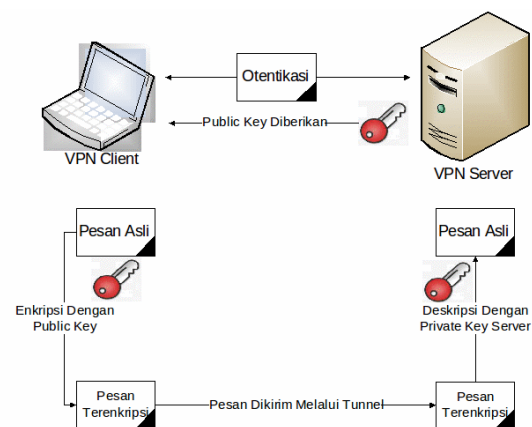 Otentikasi
Public Key Diberikan
VPN Client
VPN Server
Pesan Asli
Pesan Asli
Enkripsi Dengan
Public Key
Deskripsi Dengan
Private Key Server
Pesan
Terenkripsi
Pesan Dikirim Melalui Tunnel
Pesan
Terenkripsi